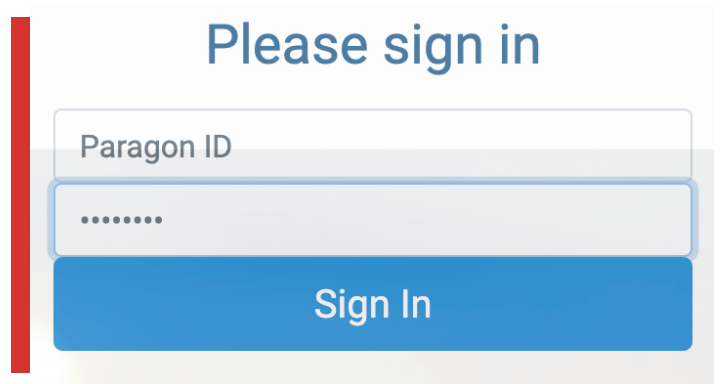 Please sign in
Paragon ID
••••••••
Sign In